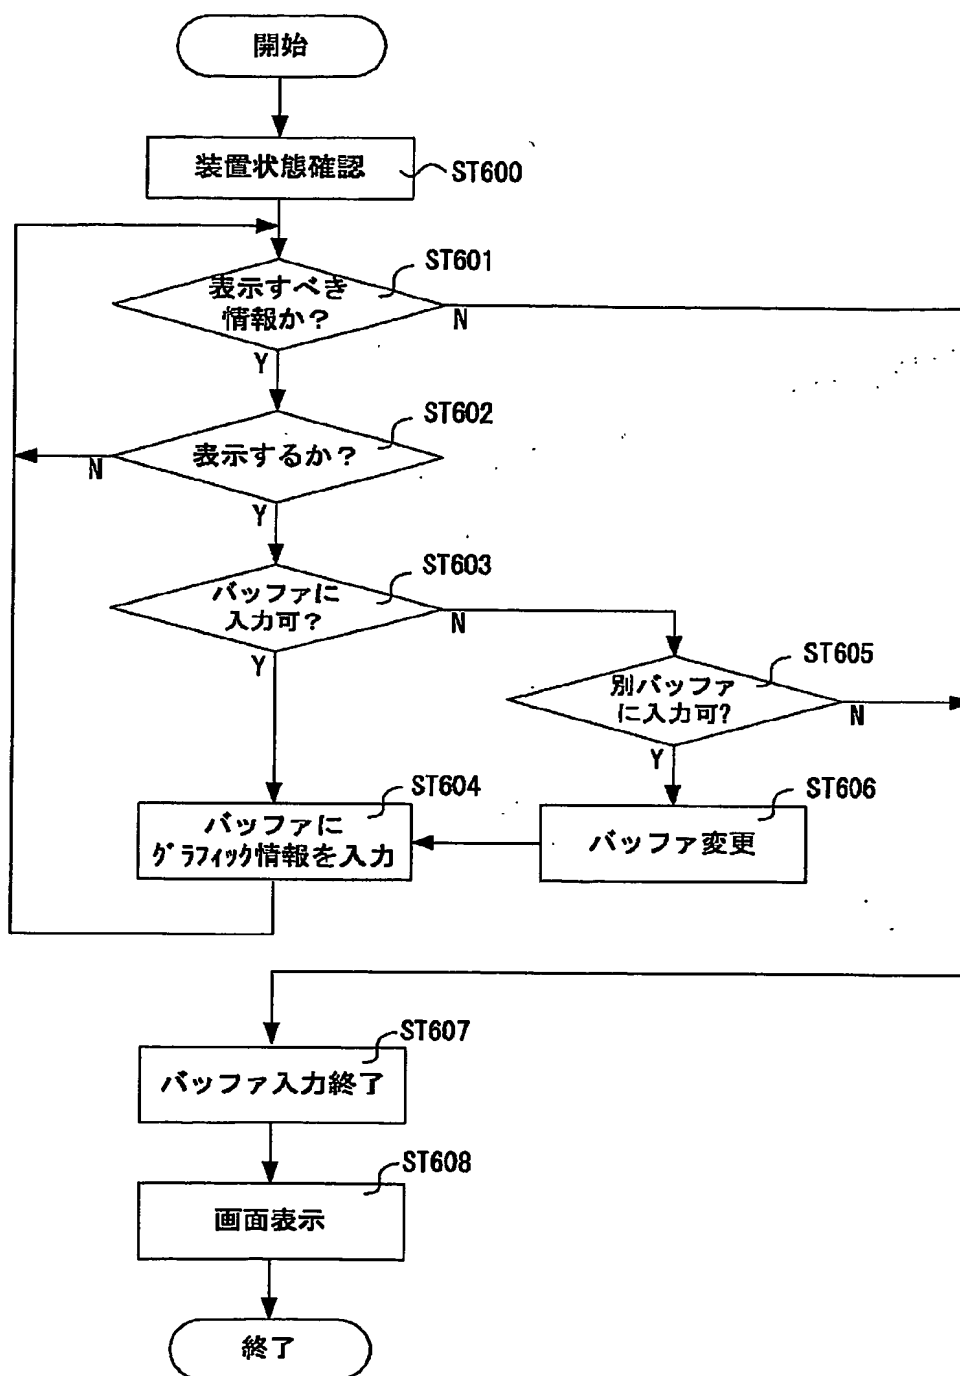 開始
装置状態確認
ST600
ST601
表示すべき
情報か?
N
Y
ST602
表示するか?
N
Y
ST603
バッファに
入力可?
N
Y
ST605
別バッファ
に入力可?
N
Y
ST604
バッファに
グラフィック情報を入力
ST606
バッファ変更
ST607
バッファ入力終了
ST608
画面表示
終了